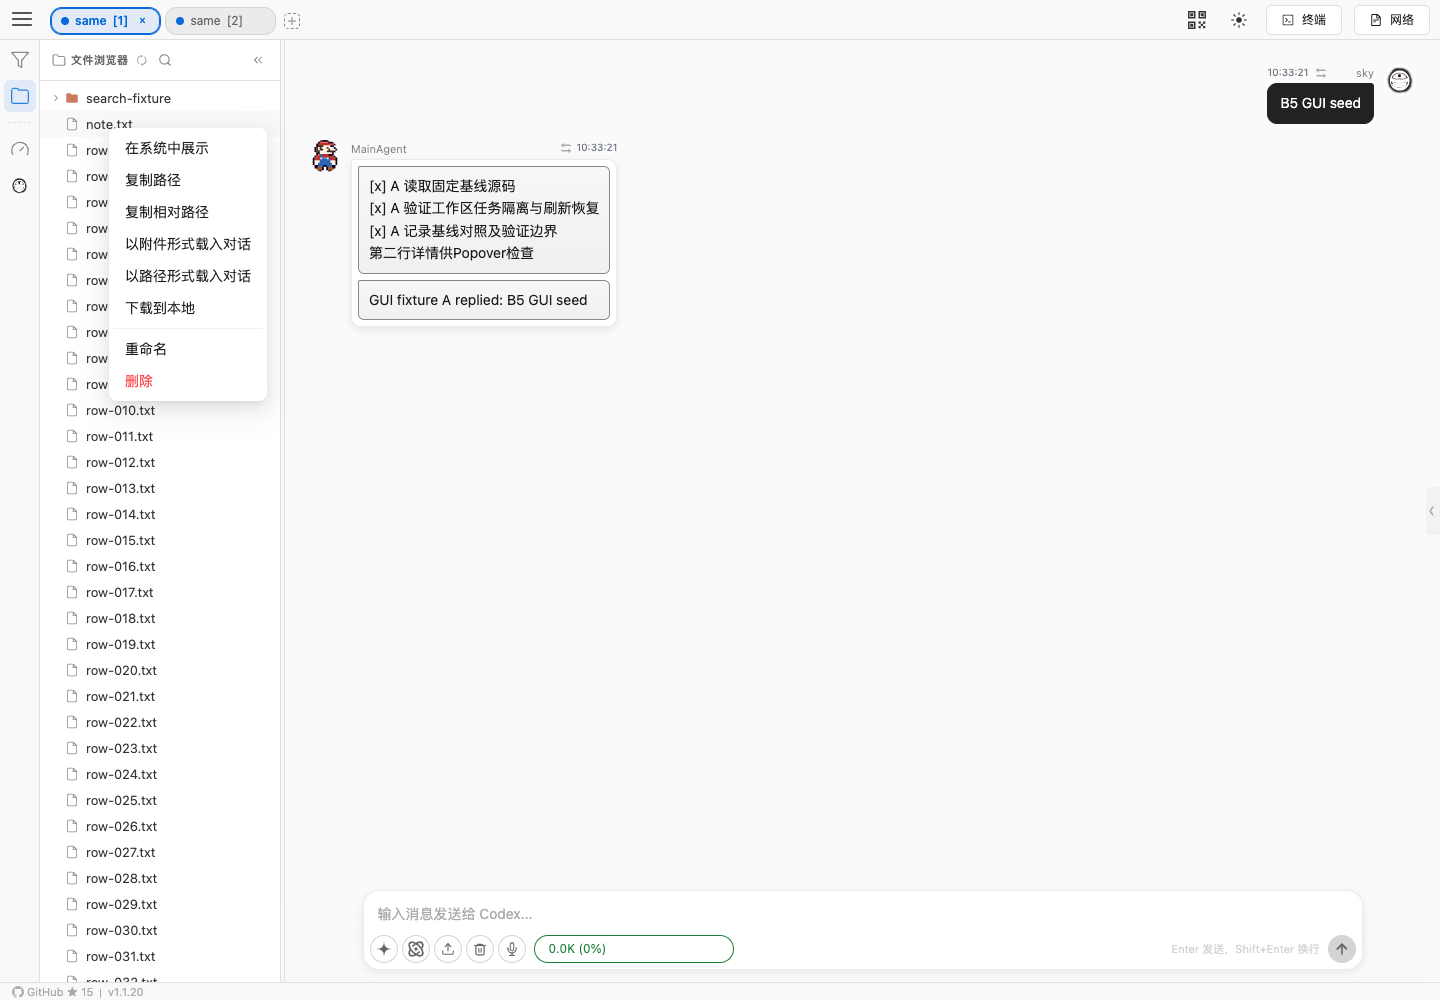 same [1] ×
same [2]
终端
网络
文件浏览器
search-fixture
note.txt
row-
row-
row-
row-
row-
row-
row-
row-
row-
row-
row-010.txt
row-011.txt
row-012.txt
row-013.txt
row-014.txt
row-015.txt
row-016.txt
row-017.txt
row-018.txt
row-019.txt
row-020.txt
row-021.txt
row-022.txt
row-023.txt
row-024.txt
row-025.txt
row-026.txt
row-027.txt
row-028.txt
row-029.txt
row-030.txt
row-031.txt
row-032.txt
在系统中展示
复制路径
复制相对路径
以附件形式载入对话
以路径形式载入对话
下载到本地
重命名
删除
10:33:21 sky
B5 GUI seed
MainAgent 10:33:21
[x] A 读取固定基线源码
[x] A 验证工作区任务隔离与刷新恢复
[x] A 记录基线对照及验证边界
第二行详情供Popover检查
GUI fixture A replied: B5 GUI seed
输入消息发送给 Codex...
0.0K (0%)
Enter 发送，Shift+Enter 换行
GitHub ★ 15 | v1.1.20